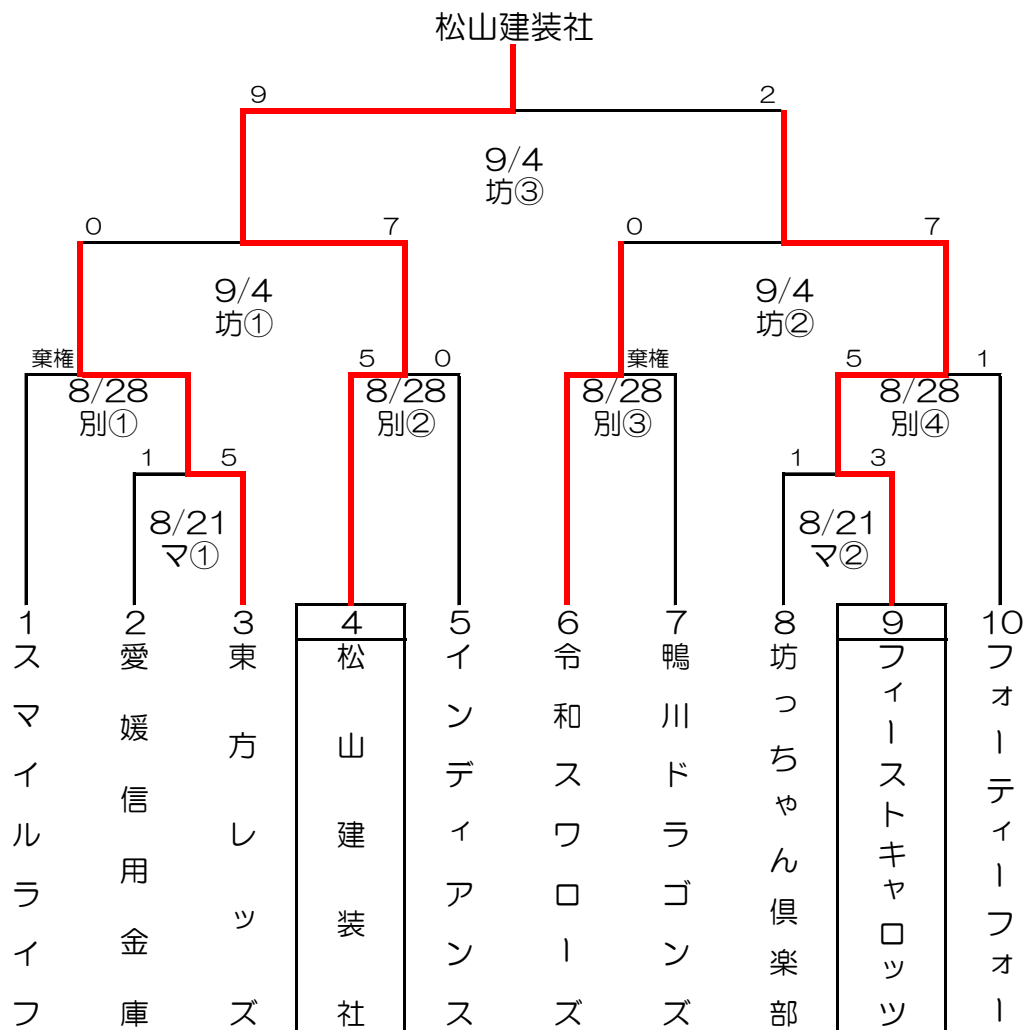 松山建装社
9 2
9/4
坊③
0 7 0 7
9/4 9/4
坊① 坊②
棄権 5 0 棄権 5 1
8/28 8/28 8/28 8/28
別① 別② 別③ 別④
1 5 1 3
8/21 8/21
マ① マ②
1 2 3 4 5 6 7 8 9 10
スマイルライフ
愛媛信用金庫
東方レッズ
松山建装社
インディアンス
令和スワローズ
鴨川ドラゴンズ
坊っちゃん倶楽部
フィーストキャロッツ
フォーティーフォー